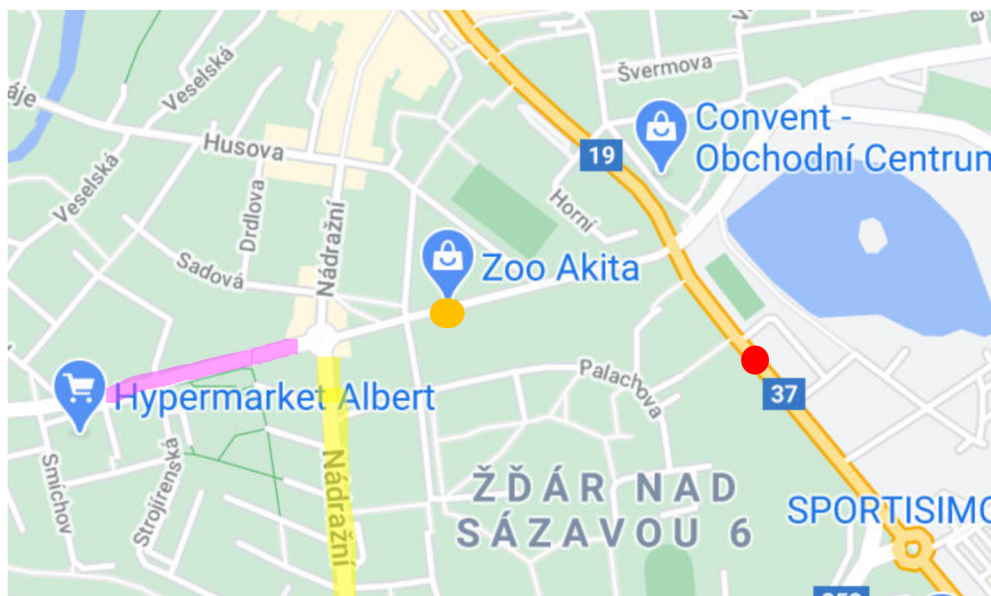 Švermova
Veselská
áje
Convent -
Obchodní Centrum
Husova
19
Veselská
Drdlova
Nádražní
Horní
Sadová
Zoo Akita
Palachova
37
Hypermarket Albert
Smíchov
Strojírenská
Nádražní
ŽĎÁR NAD
SÁZAVOU 6
SPORTISIMO